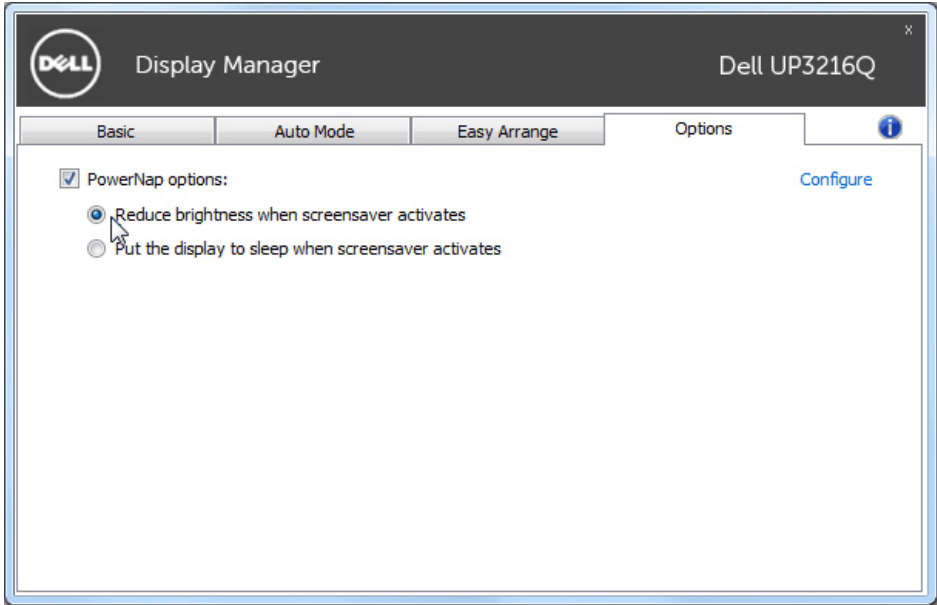 x
DELL Display Manager Dell UP3216Q
Basic Auto Mode Easy Arrange Options i
PowerNap options: Configure
Reduce brightness when screensaver activates
Put the display to sleep when screensaver activates